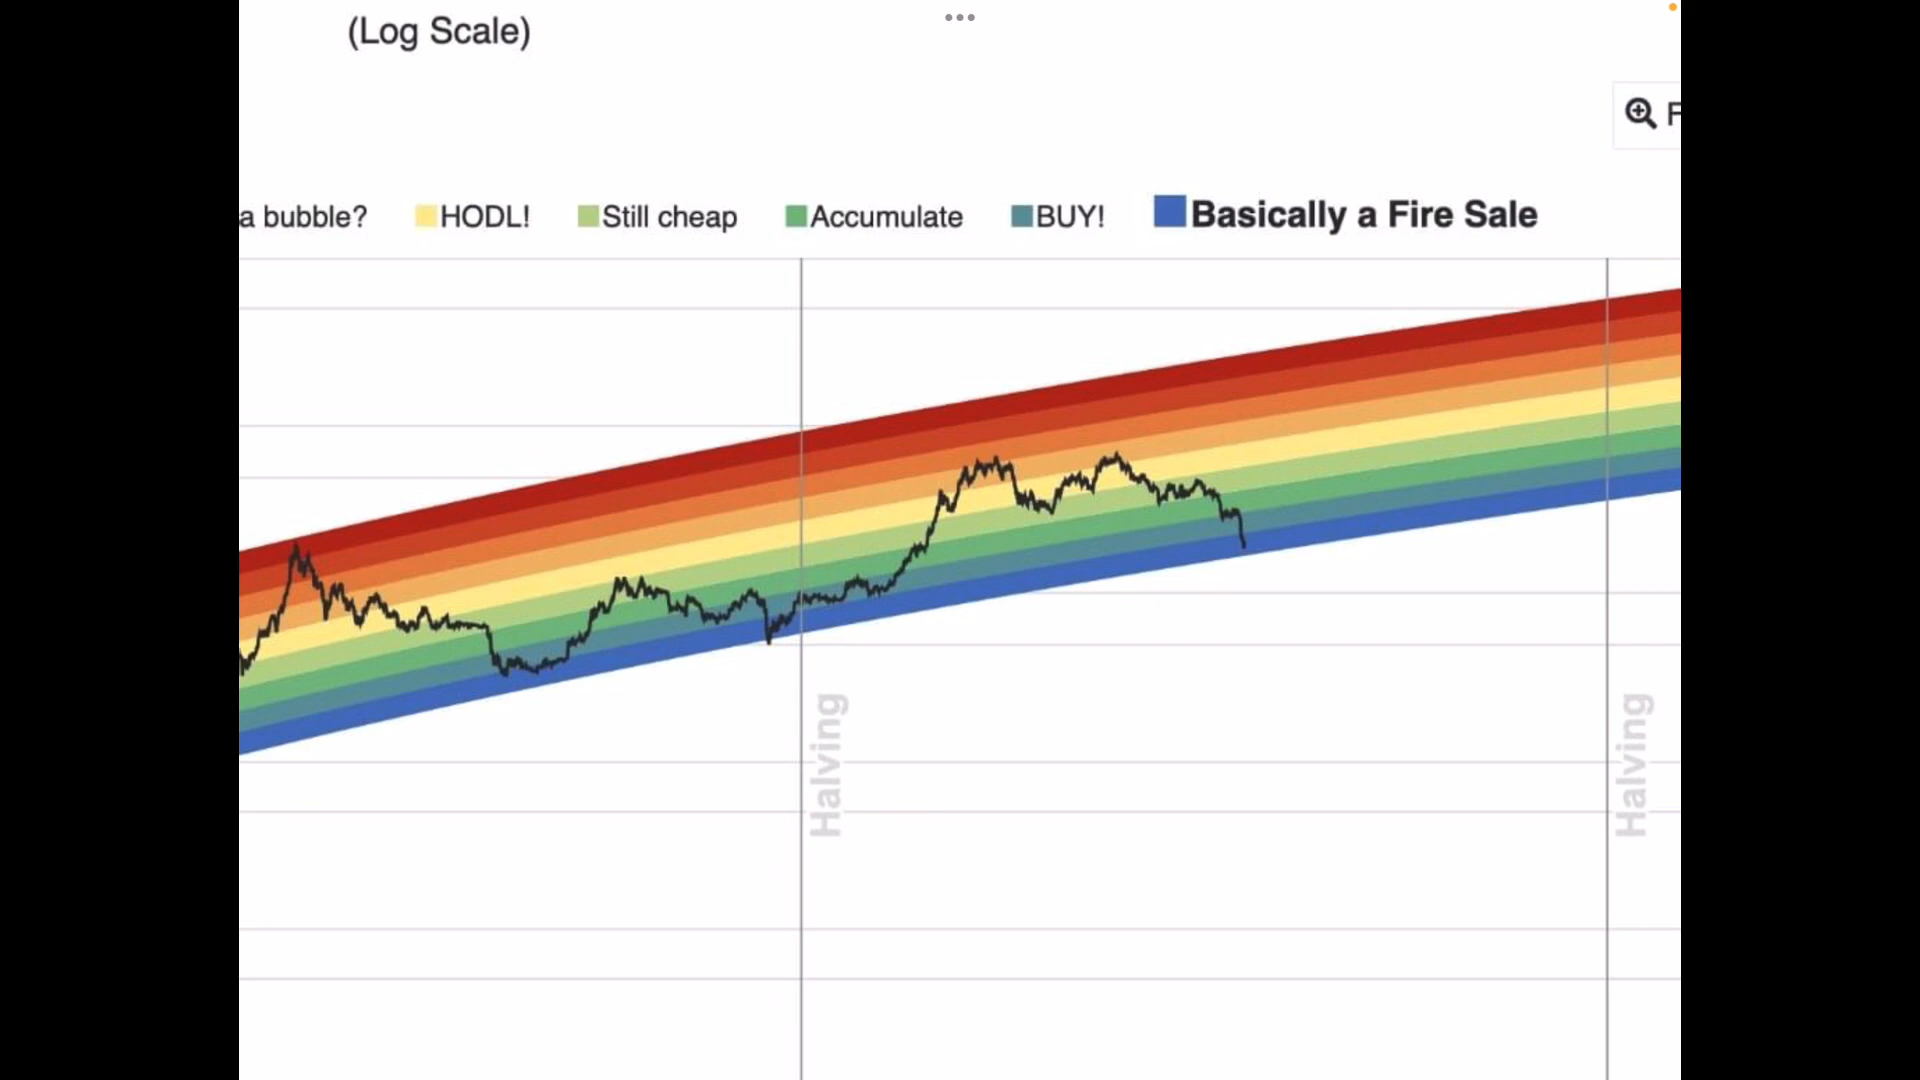 (Log Scale)
F
a bubble? HODL! Still cheap Accumulate BUY! Basically a Fire Sale
Halving
Halving